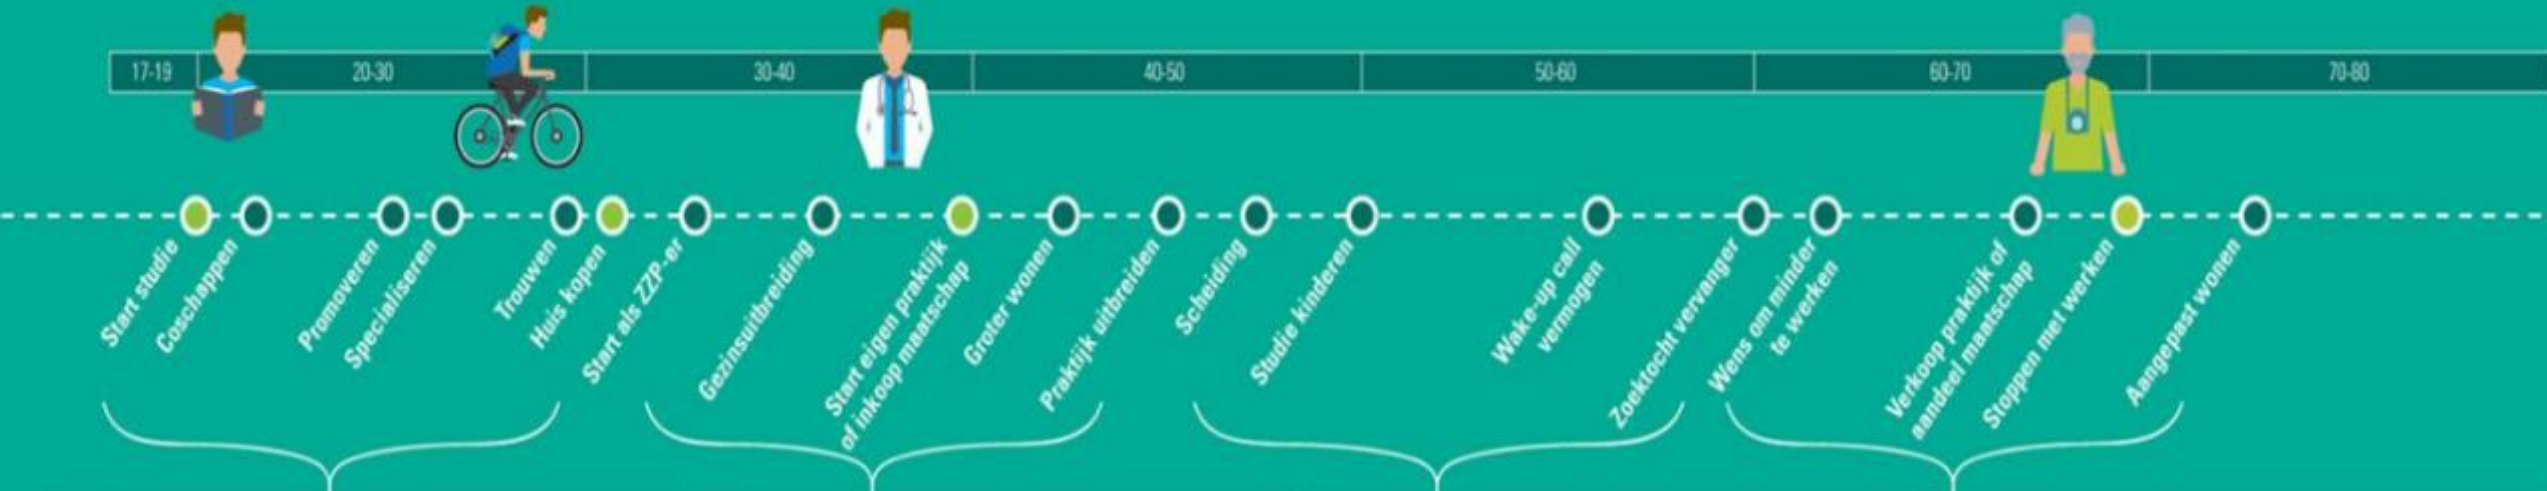 17-19
20-30
30-40
40-50
50-60
60-70
70-80
Start studie
Coschappen
Promoveren
Specialiseren
Trouwen
Huis kopen
Start als ZZP-er
Gezinsuitbreiding
Start eigen praktijk
of inkoop maatschap
Groter wonen
Praktijk uitbreiden
Scheiding
Studie kinderen
Wake-up call
vermogen
Zoektocht vervanger
Wens om minder
te werken
Verkoop praktijk of
aandeel maatschap
Stoppen met werken
Aangepast wonen